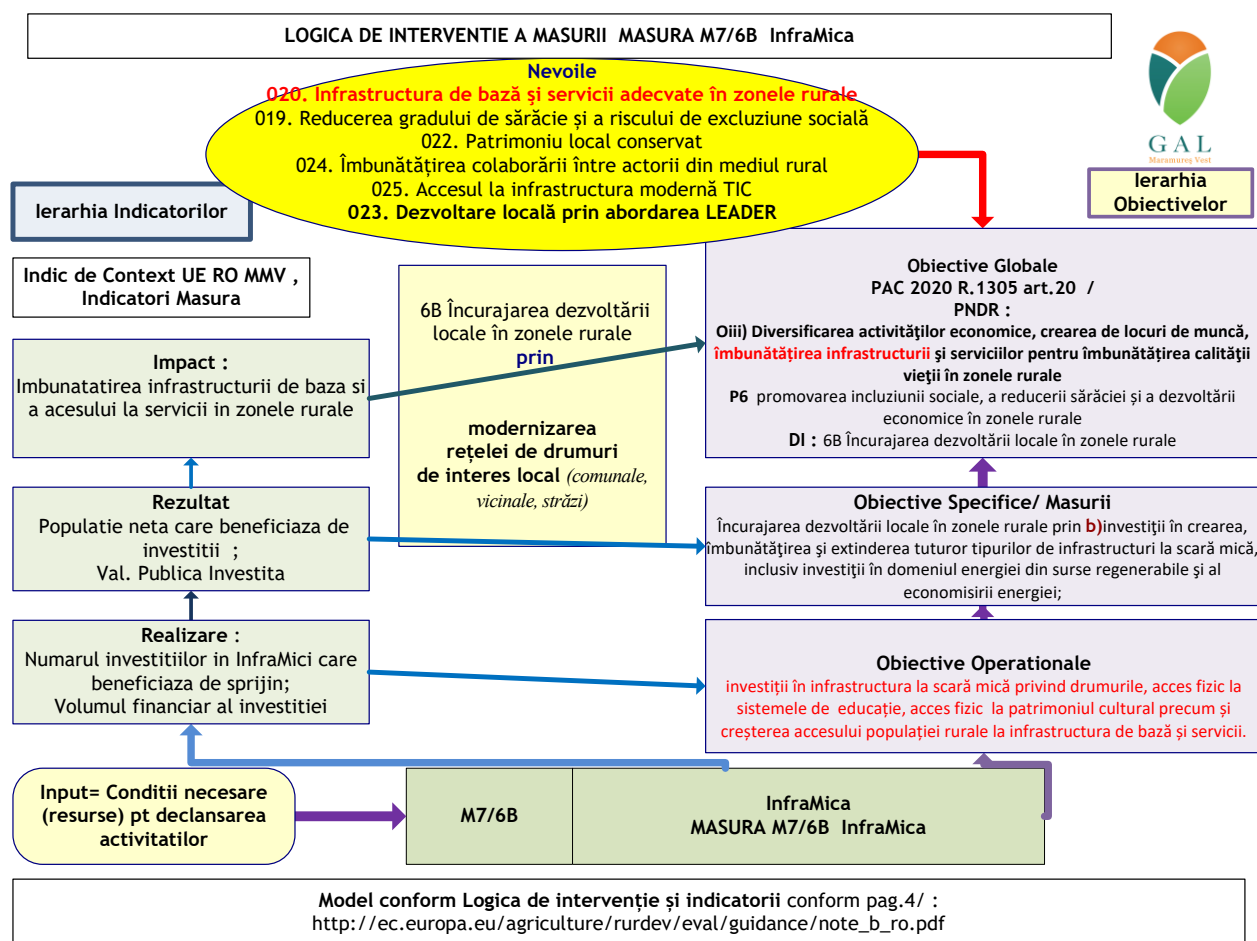 LOGICA DE INTERVENTIE A MASURII  MASURA M7/6B  InfraMica
Nevoile
020. Infrastructura de bază şi servicii adecvate în zonele rurale
019. Reducerea gradului de sărăcie și a riscului de excluziune socială
022. Patrimoniu local conservat
024. Îmbunătățirea colaborării între actorii din mediul rural
025. Accesul la infrastructura modernă TIC
023. Dezvoltare locală prin abordarea LEADER
GAL
Maramureș Vest
Ierarhia Indicatorilor
Ierarhia
Obiectivelor
Indic de Context UE RO MMV ,
Indicatori Masura
6B Încurajarea dezvoltării
locale în zonele rurale
prin
modernizarea
rețelei de drumuri
de interes local (comunale,
vicinale, străzi)
Obiective Globale
PAC 2020 R.1305 art.20  /
PNDR :
Oiii) Diversificarea activităţilor economice, crearea de locuri de muncă,
îmbunătăţirea infrastructurii şi serviciilor pentru îmbunătăţirea calităţii
vieţii în zonele rurale
P6  promovarea incluziunii sociale, a reducerii sărăciei și a dezvoltării
economice în zonele rurale
DI : 6B Încurajarea dezvoltării locale în zonele rurale
Impact :
Imbunatatirea infrastructurii de baza si
a acesului la servicii in zonele rurale
Rezultat
Populatie neta care beneficiaza de
investitii  ;
Val. Publica Investita
Obiective Specifice/ Masurii
Încurajarea dezvoltării locale în zonele rurale prin b)investiţii în crearea,
îmbunătăţirea şi extinderea tuturor tipurilor de infrastructuri la scară mică,
inclusiv investiţii în domeniul energiei din surse regenerabile şi al
economisirii energiei;
Realizare :
Numarul investitiilor in InfraMici care
beneficiaza de sprijin;
Volumul financiar al investitiei
Obiective Operationale
investiții în infrastructura la scară mică privind drumurile, acces fizic la
sistemele de  educație, acces fizic  la patrimoniul cultural precum și
creșterea accesului populației rurale la infrastructura de bază și servicii.
Input= Conditii necesare
(resurse) pt declansarea
activitatilor
M7/6B
InfraMica
MASURA M7/6B  InfraMica
Model conform Logica de intervenție și indicatorii conform pag.4/ :
http://ec.europa.eu/agriculture/rurdev/eval/guidance/note_b_ro.pdf